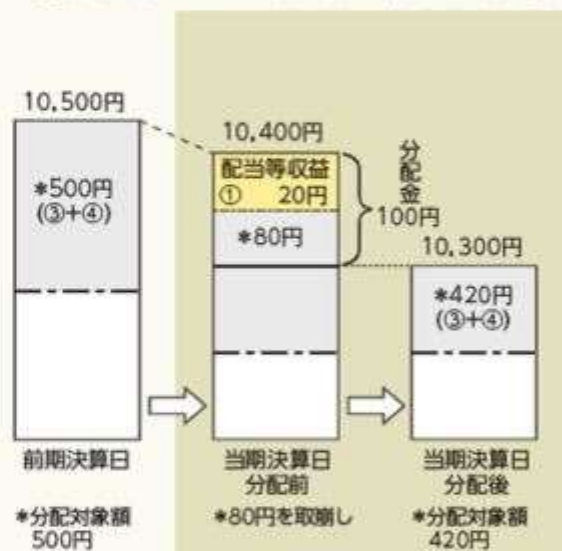 10,500円
*500円
(③+④)
前期決算日
*分配対象額
500円
10,400円
配当等収益
① 20円
*80円
分配金
100円
当期決算日
分配前
*80円を取崩し
10,300円
*420円
(③+④)
当期決算日
分配後
*分配対象額
420円